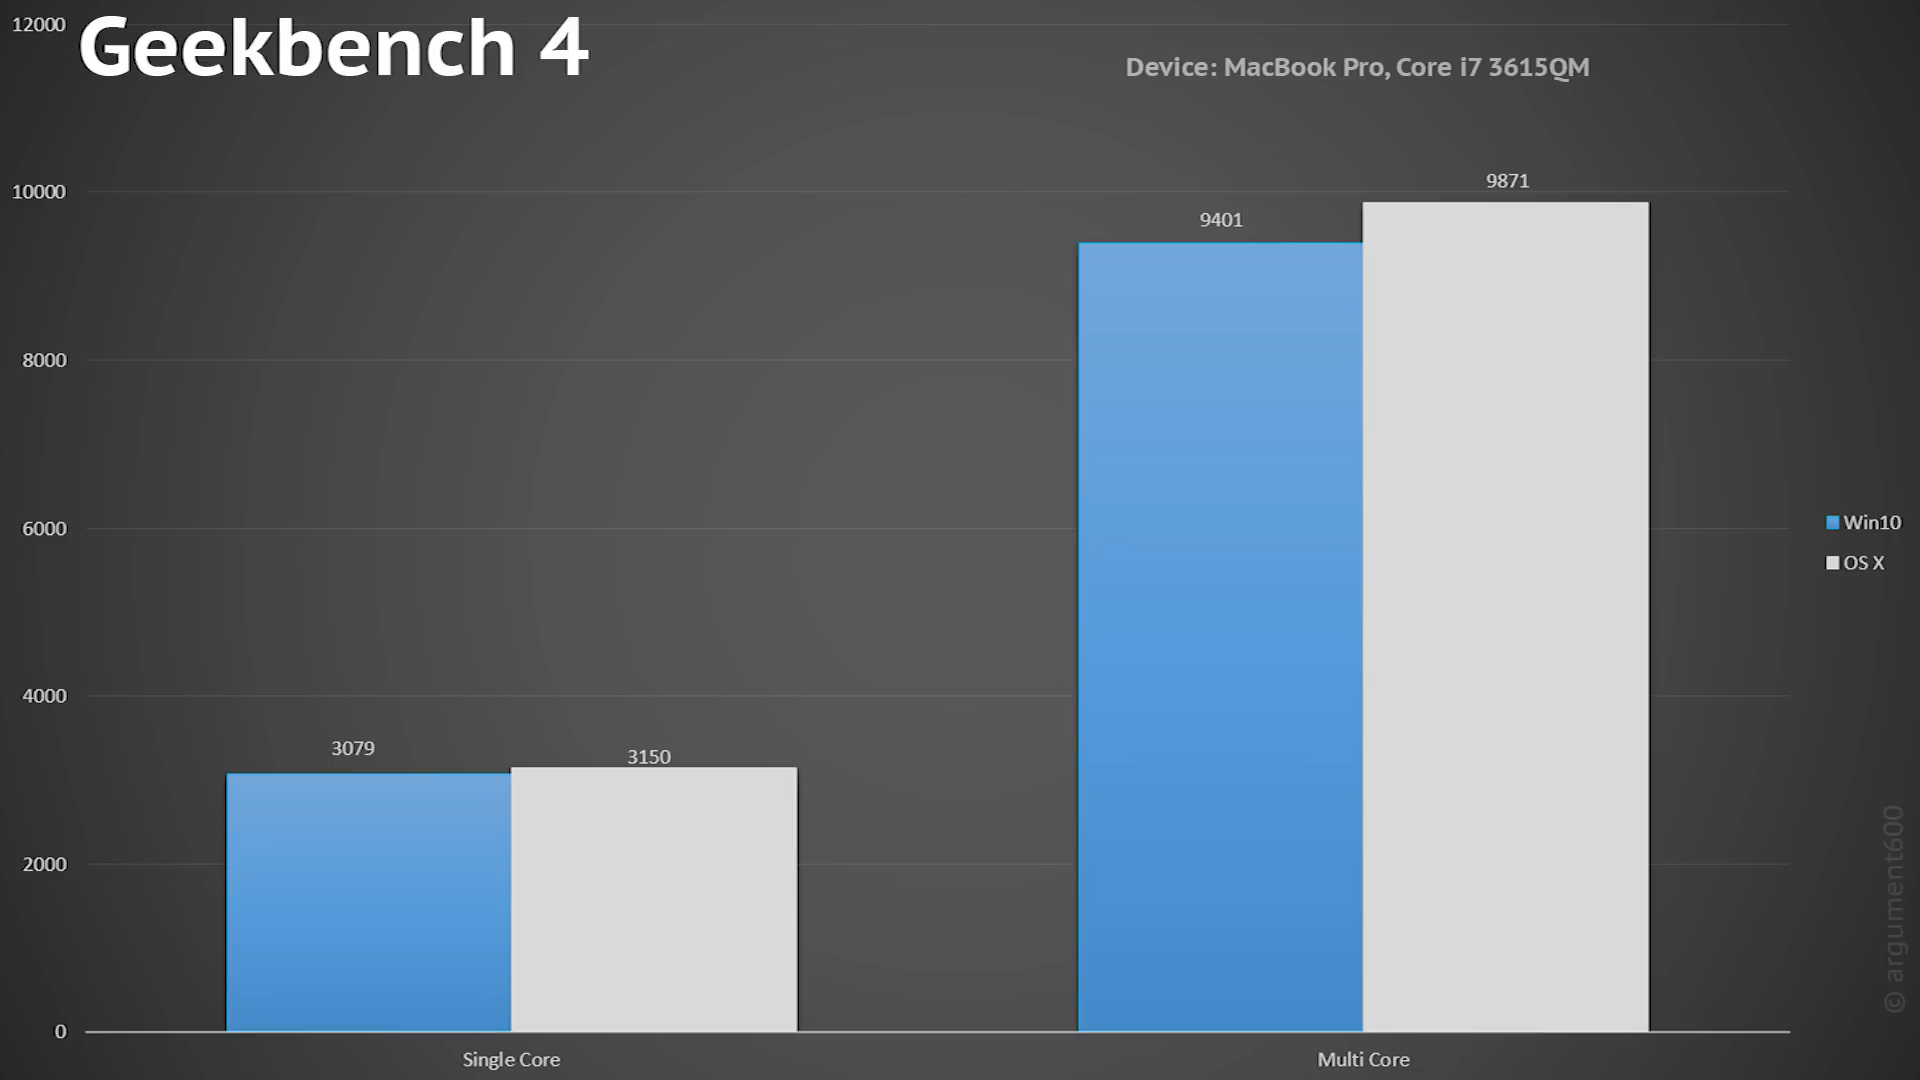 Geekbench 4
Device: MacBook Pro, Core i7 3615QM
12000
10000
8000
6000
4000
2000
0
3079
3150
9401
9871
Single Core
Multi Core
Win10
OS X
© argument600